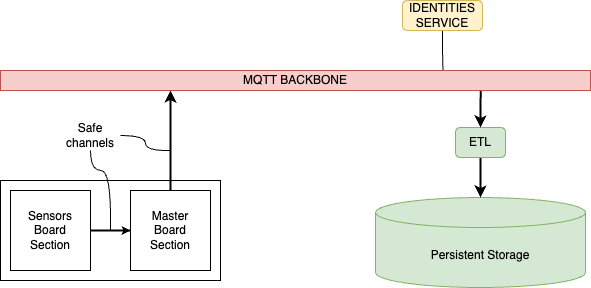 IDENTITIES
SERVICE
MQTT BACKBONE
Safe
channels
ETL
Sensors
Board
Section
Master
Board
Section
Persistent Storage